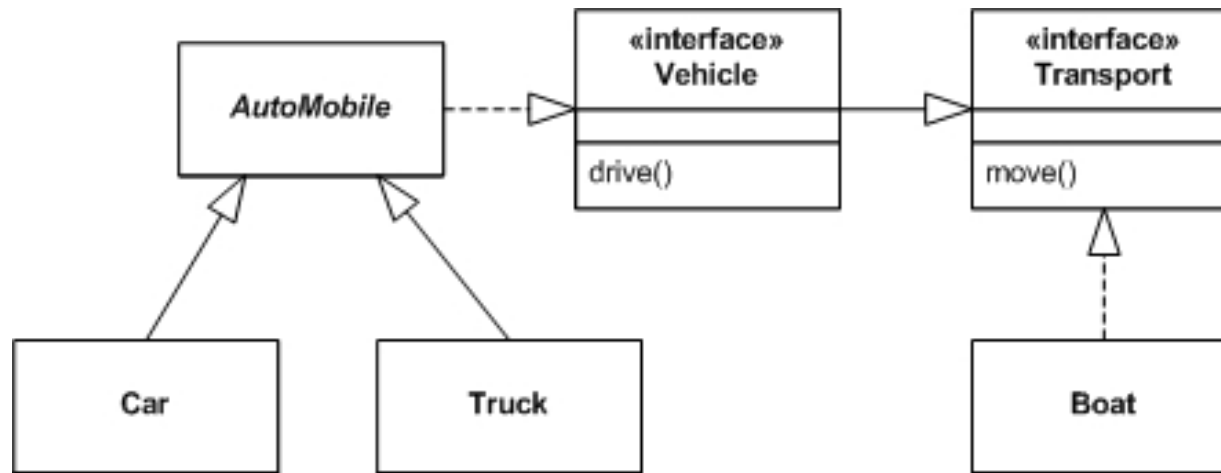 AutoMobile
«interface»
Vehicle
drive()
«interface»
Transport
move()
Car
Truck
Boat